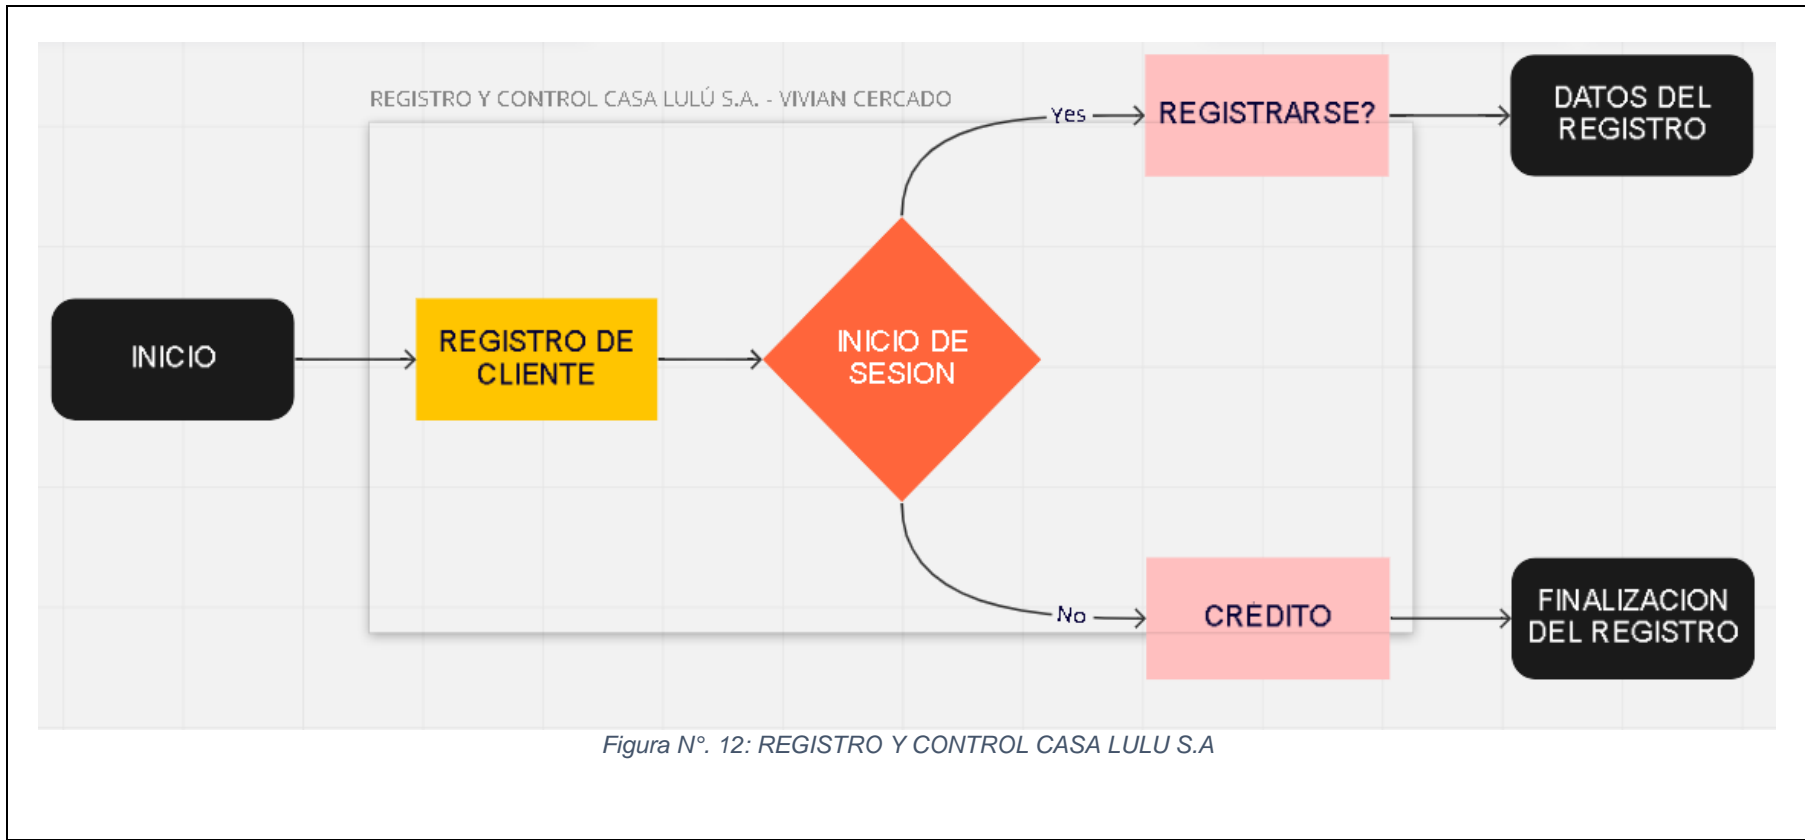 REGISTRO Y CONTROL CASA LULÚ S.A. - VIVIAN CERCADO
Yes
REGISTRARSE?
DATOS DEL
REGISTRO
INICIO
REGISTRO DE
CLIENTE
INICIO DE
SESION
No
CRÉDITO
FINALIZACION
DEL REGISTRO
Figura N°. 12: REGISTRO Y CONTROL CASA LULU S.A